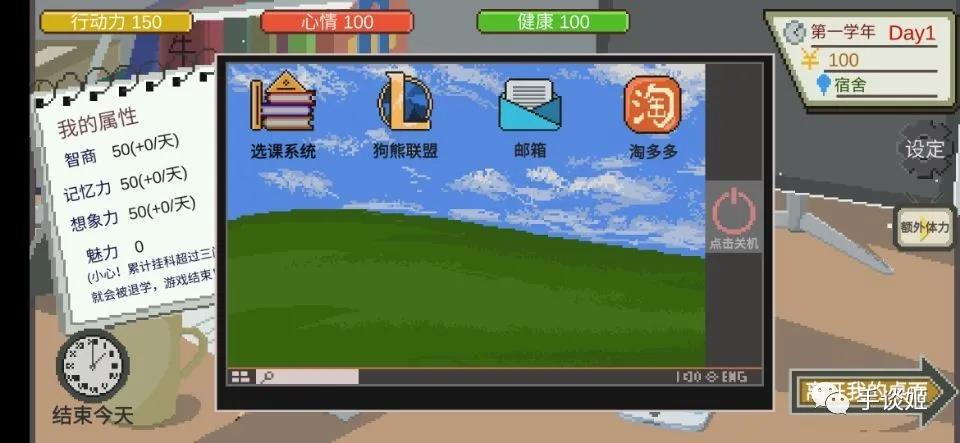 行动力 150
心情 100
健康 100
第一学年 Day1
100
宿舍
设定
额外体力
我的属性
智商 50(+0/天)
记忆力 50(+0/天)
想象力 50(+0/天)
魅力 0
(小心！累计挂科超过三
就会被退学，游戏结束！
选课系统
狗熊联盟
邮箱
淘
淘多多
点击关机
ENG
结束今天
我的桌面
手谈姬